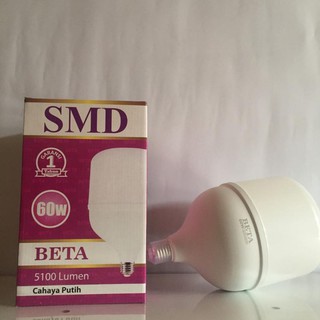 SMD
GARANSI
1
Tahun
60W
BETA
5100 Lumen
Cahaya Putih
BETA